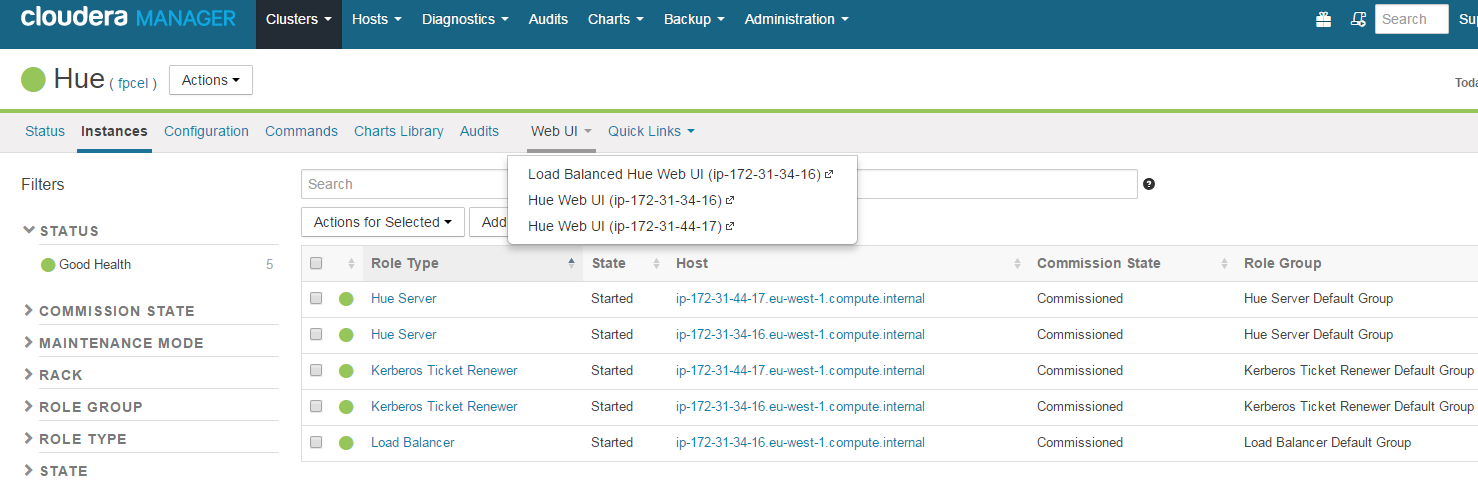 cloudera MANAGER Clusters Hosts Diagnostics Audits Charts Backup Administration Search Sup
Hue ( fpcel ) Actions
Toda
Status Instances Configuration Commands Charts Library Audits Web UI Quick Links
Load Balanced Hue Web UI (ip-172-31-34-16)
Hue Web UI (ip-172-31-34-16)
Hue Web UI (ip-172-31-44-17)
Filters
Search
Actions for Selected Add
STATUS
Good Health 5
COMMISSION STATE
MAINTENANCE MODE
RACK
ROLE GROUP
ROLE TYPE
STATE
Role Type State Host Commission State Role Group
Hue Server Started ip-172-31-44-17.eu-west-1.compute.internal Commissioned Hue Server Default Group
Hue Server Started ip-172-31-34-16.eu-west-1.compute.internal Commissioned Hue Server Default Group
Kerberos Ticket Renewer Started ip-172-31-44-17.eu-west-1.compute.internal Commissioned Kerberos Ticket Renewer Default Group
Kerberos Ticket Renewer Started ip-172-31-34-16.eu-west-1.compute.internal Commissioned Kerberos Ticket Renewer Default Group
Load Balancer Started ip-172-31-34-16.eu-west-1.compute.internal Commissioned Load Balancer Default Group